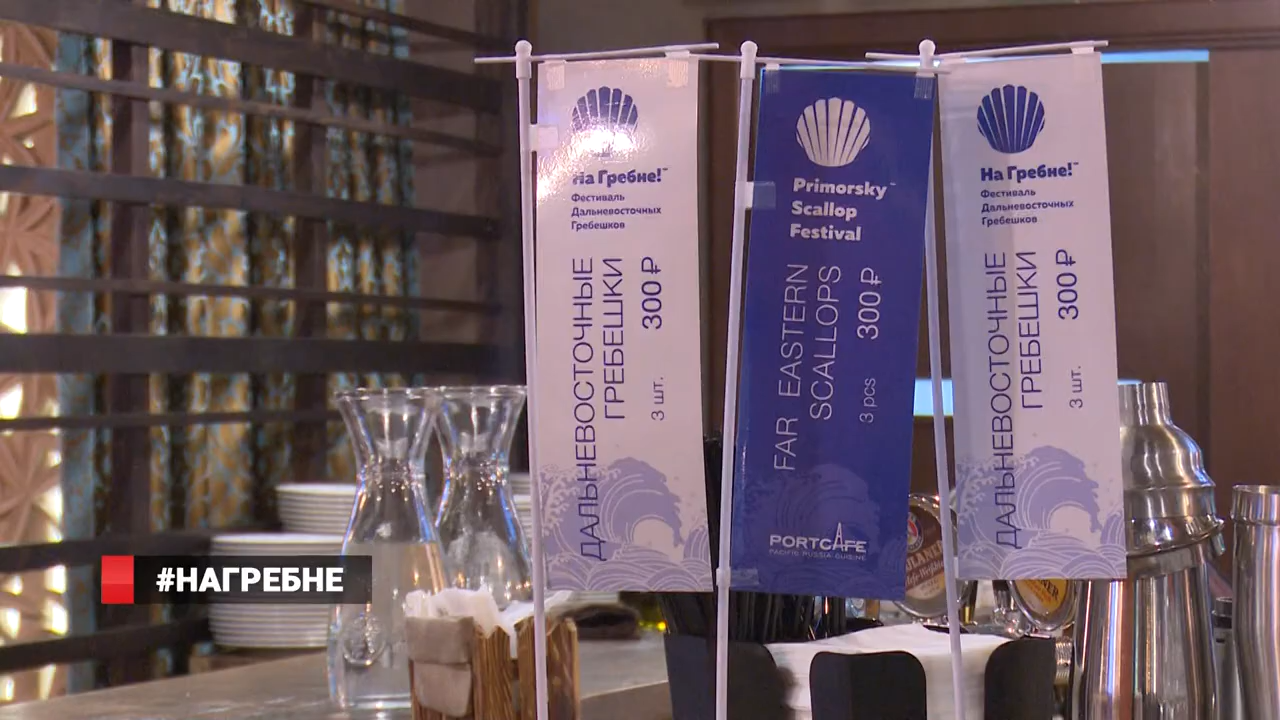 На Гребне!™
Фестиваль
Дальневосточных
Гребешков
ДАЛЬНЕВОСТОЧНЫЕ
ГРЕБЕШКИ
3 шт. 300 ₽
Primorsky™
Scallop
Festival
FAR EASTERN
SCALLOPS
3 pcs 300 ₽
PORTCAFE
PACIFIC RUSSIA CUISINE
На Гребне!™
Фестиваль
Дальневосточных
Гребешков
ДАЛЬНЕВОСТОЧНЫЕ
ГРЕБЕШКИ
3 шт. 300 ₽
#НАГРЕБНЕ